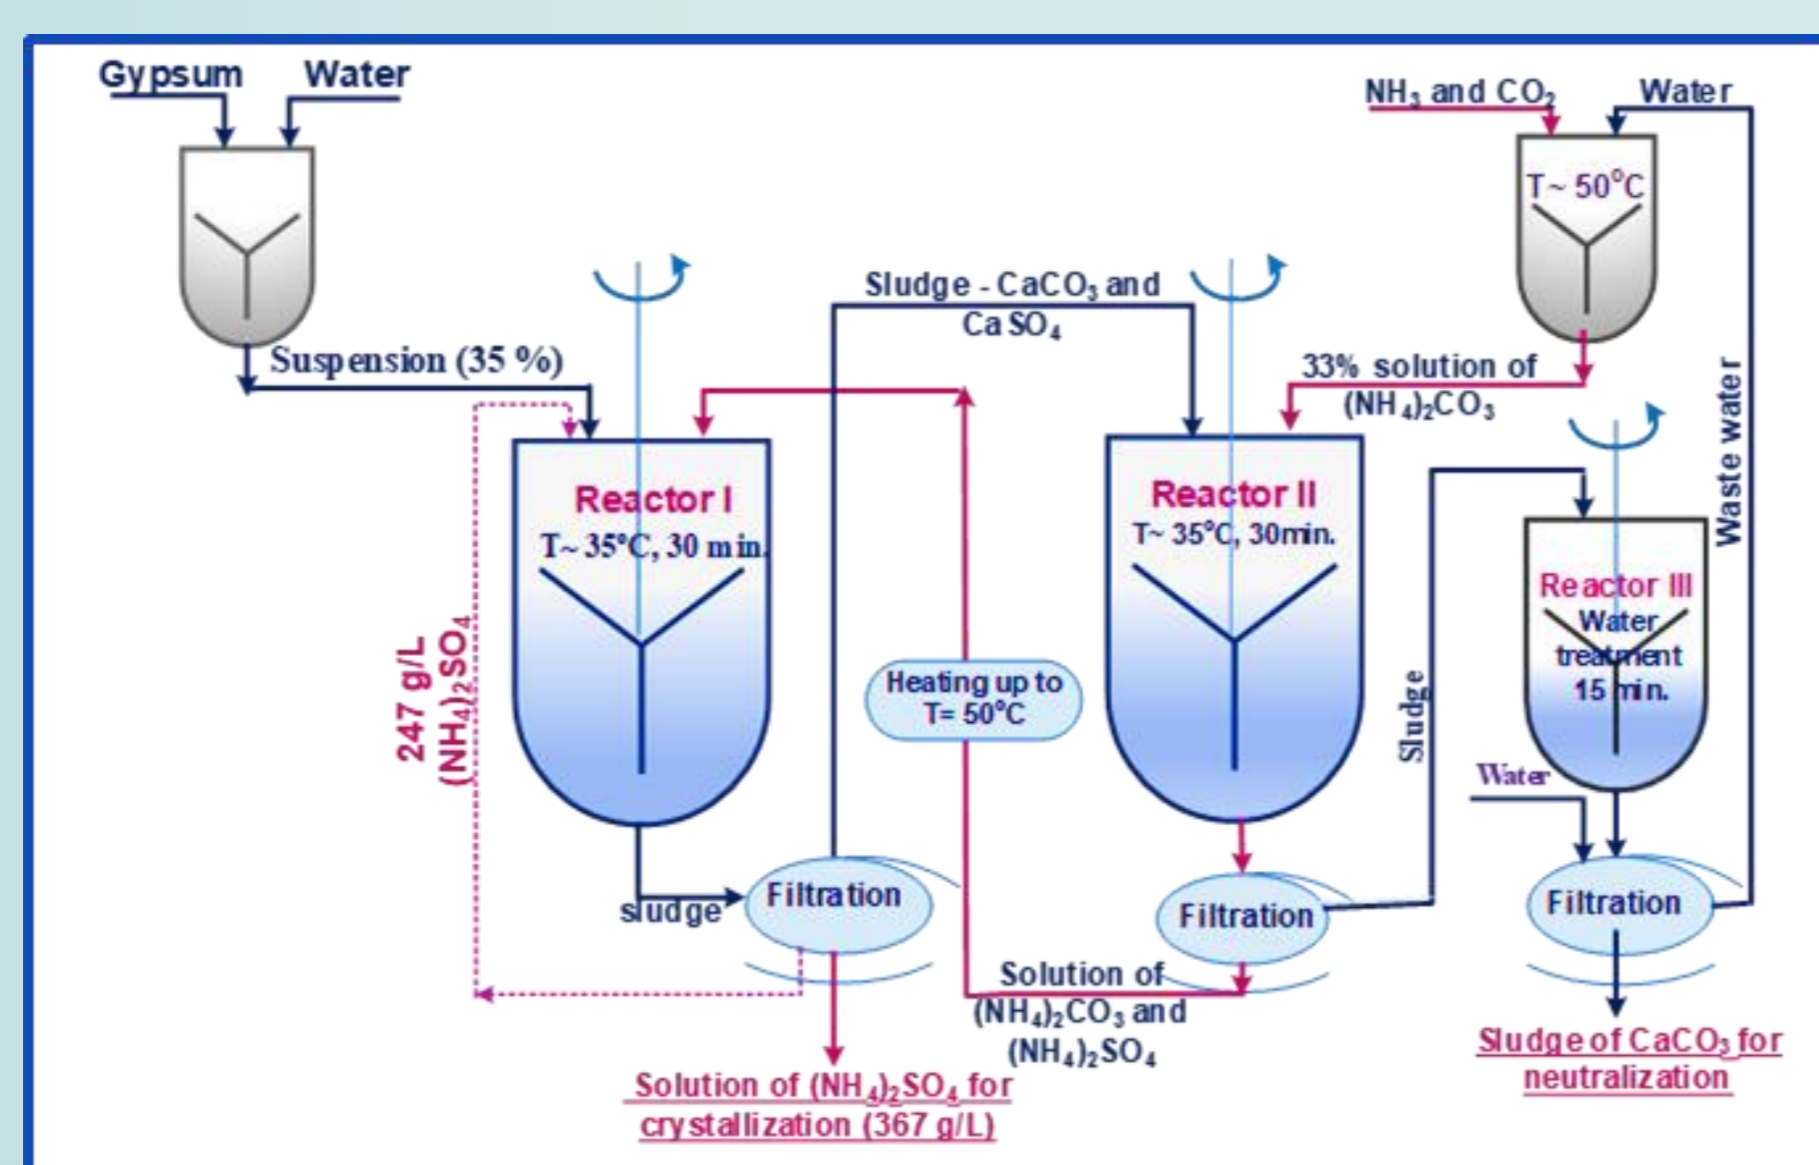 Gypsum
Water
NH₃ and CO₂
Water
T~ 50°C
Suspension (35 %)
Sludge - CaCO₃ and
CaSO₄
33% solution of
(NH₄)₂CO₃
Waste water
Reactor I
T~ 35°C, 30 min.
Reactor II
T~ 35°C, 30min.
Reactor III
Water
treatment
15 min.
247 g/L
(NH₄)₂SO₄
Heating up to
T= 50°C
Sludge
Water
sludge
Filtration
Filtration
Filtration
Solution of
(NH₄)₂CO₃ and
(NH₄)₂SO₄
Solution of (NH₄)₂SO₄ for
crystallization (367 g/L)
Sludge of CaCO₃ for
neutralization